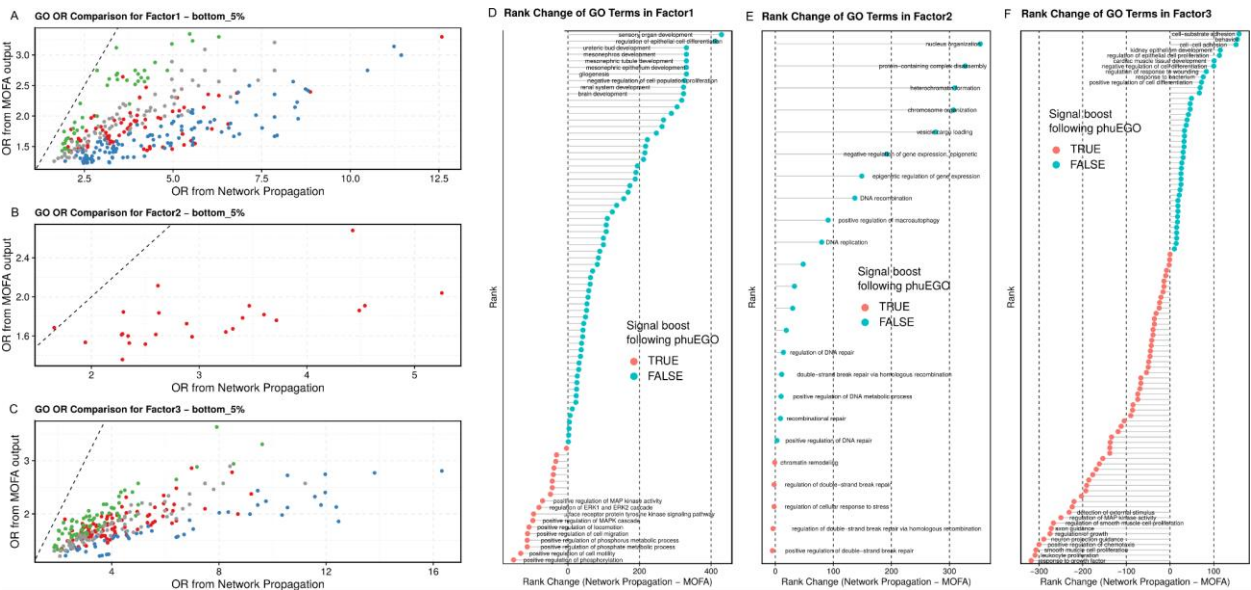 A
GO OR Comparison for Factor1 − bottom_5%
OR from MOFA output
3.0
2.5
2.0
1.5
2.5
5.0
7.5
10.0
12.5
OR from Network Propagation
B
GO OR Comparison for Factor2 − bottom_5%
OR from MOFA output
2.4
2.0
1.6
2
3
4
5
OR from Network Propagation
C
GO OR Comparison for Factor3 − bottom_5%
OR from MOFA output
3
2
4
8
12
16
OR from Network Propagation
D
Rank Change of GO Terms in Factor1
sensory organ development
regulation of epithelial cell differentiation
ureteric bud development
mesonephros development
mesonephric tubule development
mesonephric epithelium development
gliogenesis
negative regulation of cell population proliferation
renal system development
brain development
Rank
Signal boost
following phuEGO
TRUE
FALSE
positive regulation of MAP kinase activity
regulation of ERK1 and ERK2 cascade
surface receptor protein tyrosine kinase signaling pathway
positive regulation of MAPK cascade
positive regulation of locomotion
positive regulation of cell migration
positive regulation of phosphorus metabolic process
positive regulation of phosphate metabolic process
positive regulation of cell motility
positive regulation of phosphorylation
0
200
400
Rank Change (Network Propagation − MOFA)
E
Rank Change of GO Terms in Factor2
nucleus organization
protein−containing complex disassembly
heterochromatin formation
chromosome organization
vesicle cargo loading
negative regulation of gene expression, epigenetic
epigenetic regulation of gene expression
DNA recombination
positive regulation of macroautophagy
DNA replication
Rank
Signal boost
following phuEGO
TRUE
FALSE
regulation of DNA repair
double−strand break repair via homologous recombination
positive regulation of DNA metabolic process
recombinational repair
positive regulation of DNA repair
chromatin remodeling
regulation of double−strand break repair
regulation of cellular response to stress
regulation of double−strand break repair via homologous recombination
positive regulation of double−strand break repair
0
100
200
300
Rank Change (Network Propagation − MOFA)
F
Rank Change of GO Terms in Factor3
cell−substrate adhesion
behavior
cell−cell adhesion
kidney epithelium development
regulation of epithelial cell proliferation
cardiac muscle tissue development
negative regulation of cell differentiation
regulation of response to wounding
response to bacterium
positive regulation of cell differentiation
Signal boost
following phuEGO
TRUE
FALSE
Rank
detection of external stimulus
regulation of MAP kinase activity
regulation of smooth muscle cell proliferation
axon guidance
regulation of growth
neuron projection guidance
positive regulation of chemotaxis
smooth muscle cell proliferation
leukocyte proliferation
response to growth factor
−300
−200
−100
0
100
Rank Change (Network Propagation − MOFA)